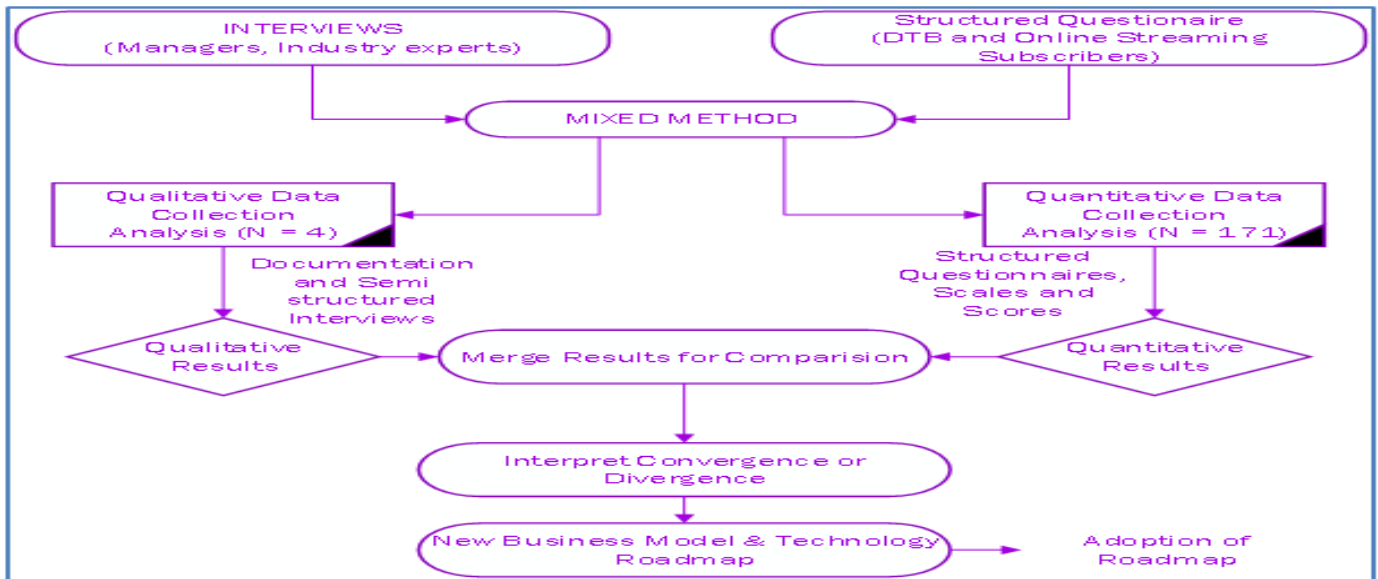 INTERVIEWS
(Managers, Industry experts)
Structured Questionaire
(DTB and Online Streaming
Subscribers)
MIXED METHOD
Qualitative Data
Collection
Analysis (N = 4)
Quantitative Data
Collection
Analysis (N = 171)
Documentation
and Semi
structured
Interviews
Structured
Questionnaires,
Scales and
Scores
Qualitative
Results
Merge Results for Comparision
Quantitative
Results
Interpret Convergence or
Divergence
New Business Model & Technology
Roadmap
Adoption of
Roadmap